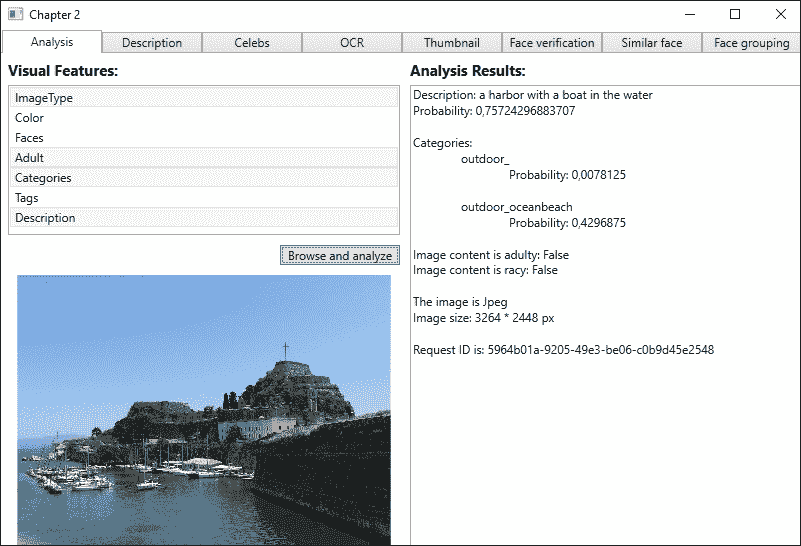 Chapter 2
Analysis Description Celebs OCR Thumbnail Face verification Similar face Face grouping
Visual Features:
ImageType
Color
Faces
Adult
Categories
Tags
Description
Browse and analyze
Analysis Results:
Description: a harbor with a boat in the water
Probability: 0,75724296883707
Categories:
outdoor_
Probability: 0,0078125
outdoor_oceanbeach
Probability: 0,4296875
Image content is adulty: False
Image content is racy: False
The image is Jpeg
Image size: 3264 * 2448 px
Request ID is: 5964b01a-9205-49e3-be06-c0b9d45e2548